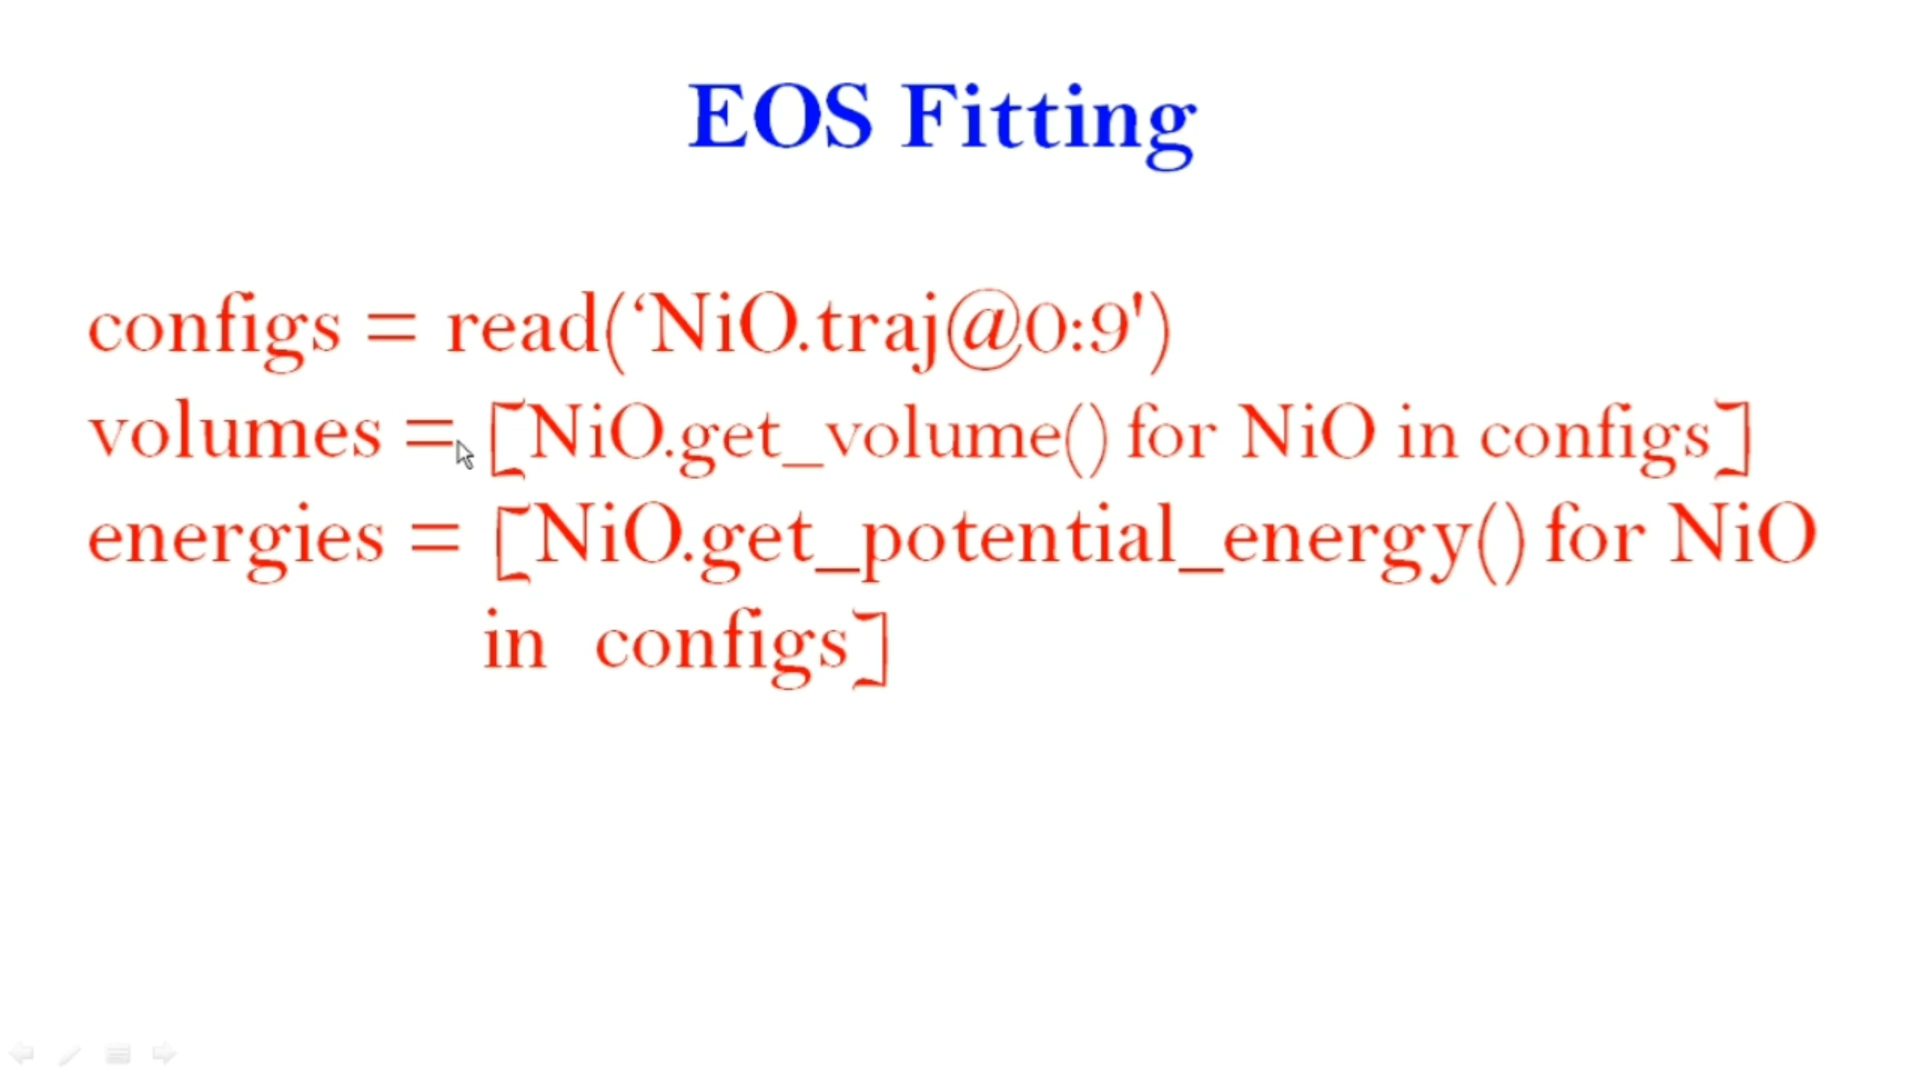 EOS Fitting
configs = read(‘NiO.traj@0:9')
volumes = [NiO.get_volume() for NiO in configs]
energies = [NiO.get_potential_energy() for NiO
in configs]